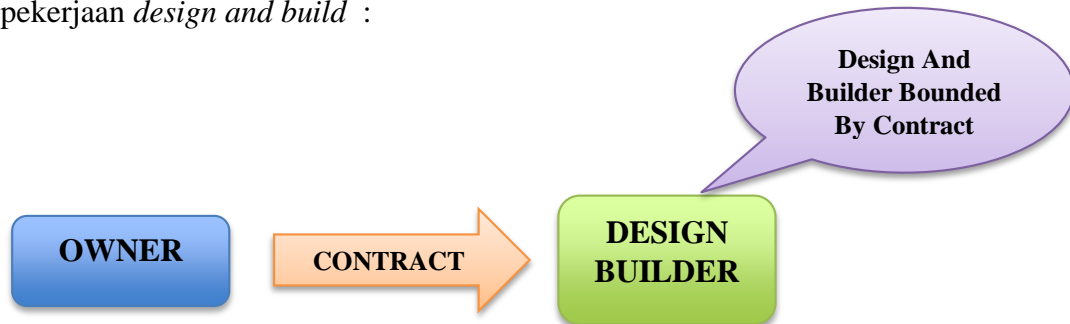 pekerjaan design and build :
Design And
Builder Bounded
By Contract
OWNER
CONTRACT
DESIGN
BUILDER